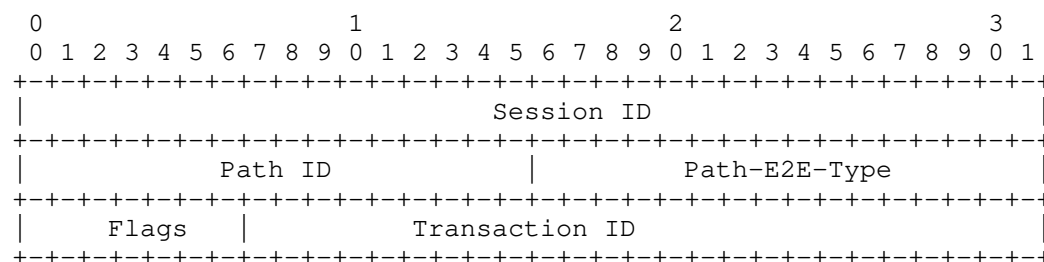 0                   1                   2                   3
 0 1 2 3 4 5 6 7 8 9 0 1 2 3 4 5 6 7 8 9 0 1 2 3 4 5 6 7 8 9 0 1
+-+-+-+-+-+-+-+-+-+-+-+-+-+-+-+-+-+-+-+-+-+-+-+-+-+-+-+-+-+-+-+-+
|                             Session ID                        |
+-+-+-+-+-+-+-+-+-+-+-+-+-+-+-+-+-+-+-+-+-+-+-+-+-+-+-+-+-+-+-+-+
|            Path ID            |         Path-E2E-Type         |
+-+-+-+-+-+-+-+-+-+-+-+-+-+-+-+-+-+-+-+-+-+-+-+-+-+-+-+-+-+-+-+-+
|     Flags   |          Transaction ID                         |
+-+-+-+-+-+-+-+-+-+-+-+-+-+-+-+-+-+-+-+-+-+-+-+-+-+-+-+-+-+-+-+-+